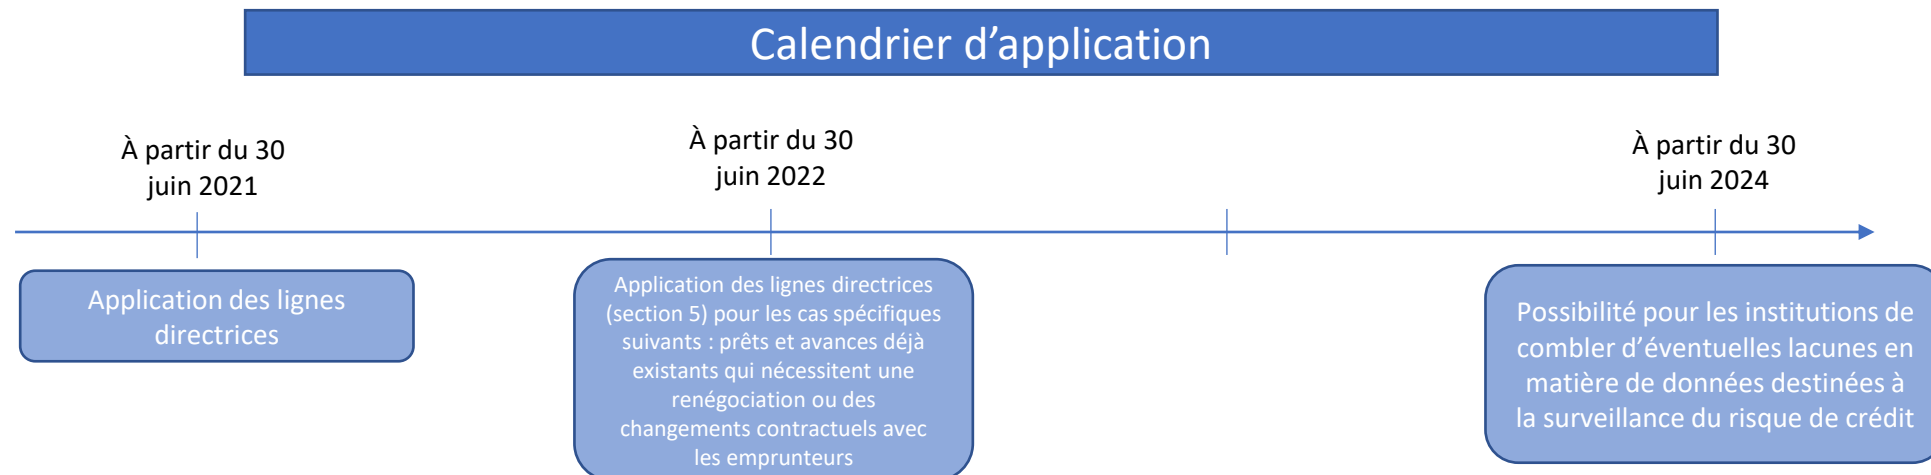 Calendrier d’application
À partir du 30
juin 2021
À partir du 30
juin 2022
À partir du 30
juin 2024
Application des lignes
directrices
Application des lignes directrices
(section 5) pour les cas spécifiques
suivants : prêts et avances déjà
existants qui nécessitent une
renégociation ou des
changements contractuels avec
les emprunteurs
Possibilité pour les institutions de
combler d’éventuelles lacunes en
matière de données destinées à
la surveillance du risque de crédit